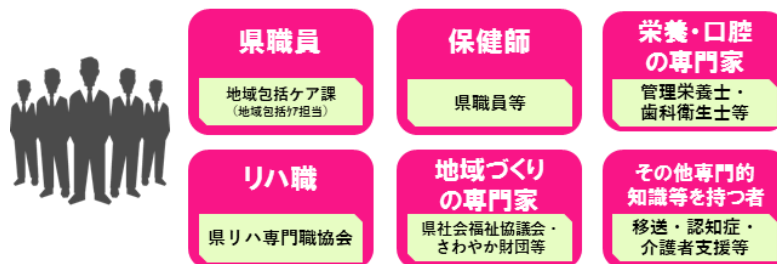 県職員
地域包括ケア課
（地域包括ケア担当）
保健師
県職員等
栄養・口腔
の専門家
管理栄養士・
歯科衛生士等
リハ職
県リハ専門職協会
地域づくり
の専門家
県社会福祉協議会・
さわやか財団等
その他専門的
知識等を持つ者
移送・認知症・
介護者支援等